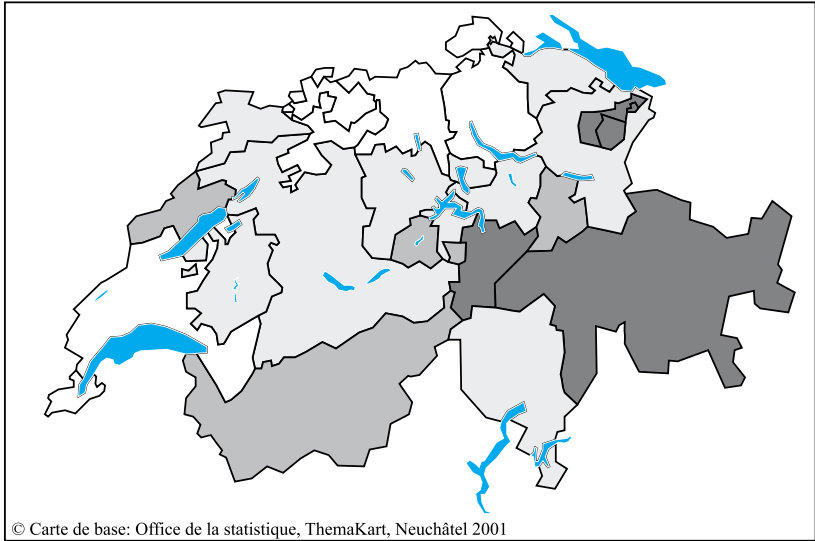 © Carte de base: Office de la statistique, ThemaKart, Neuchâtel 2001